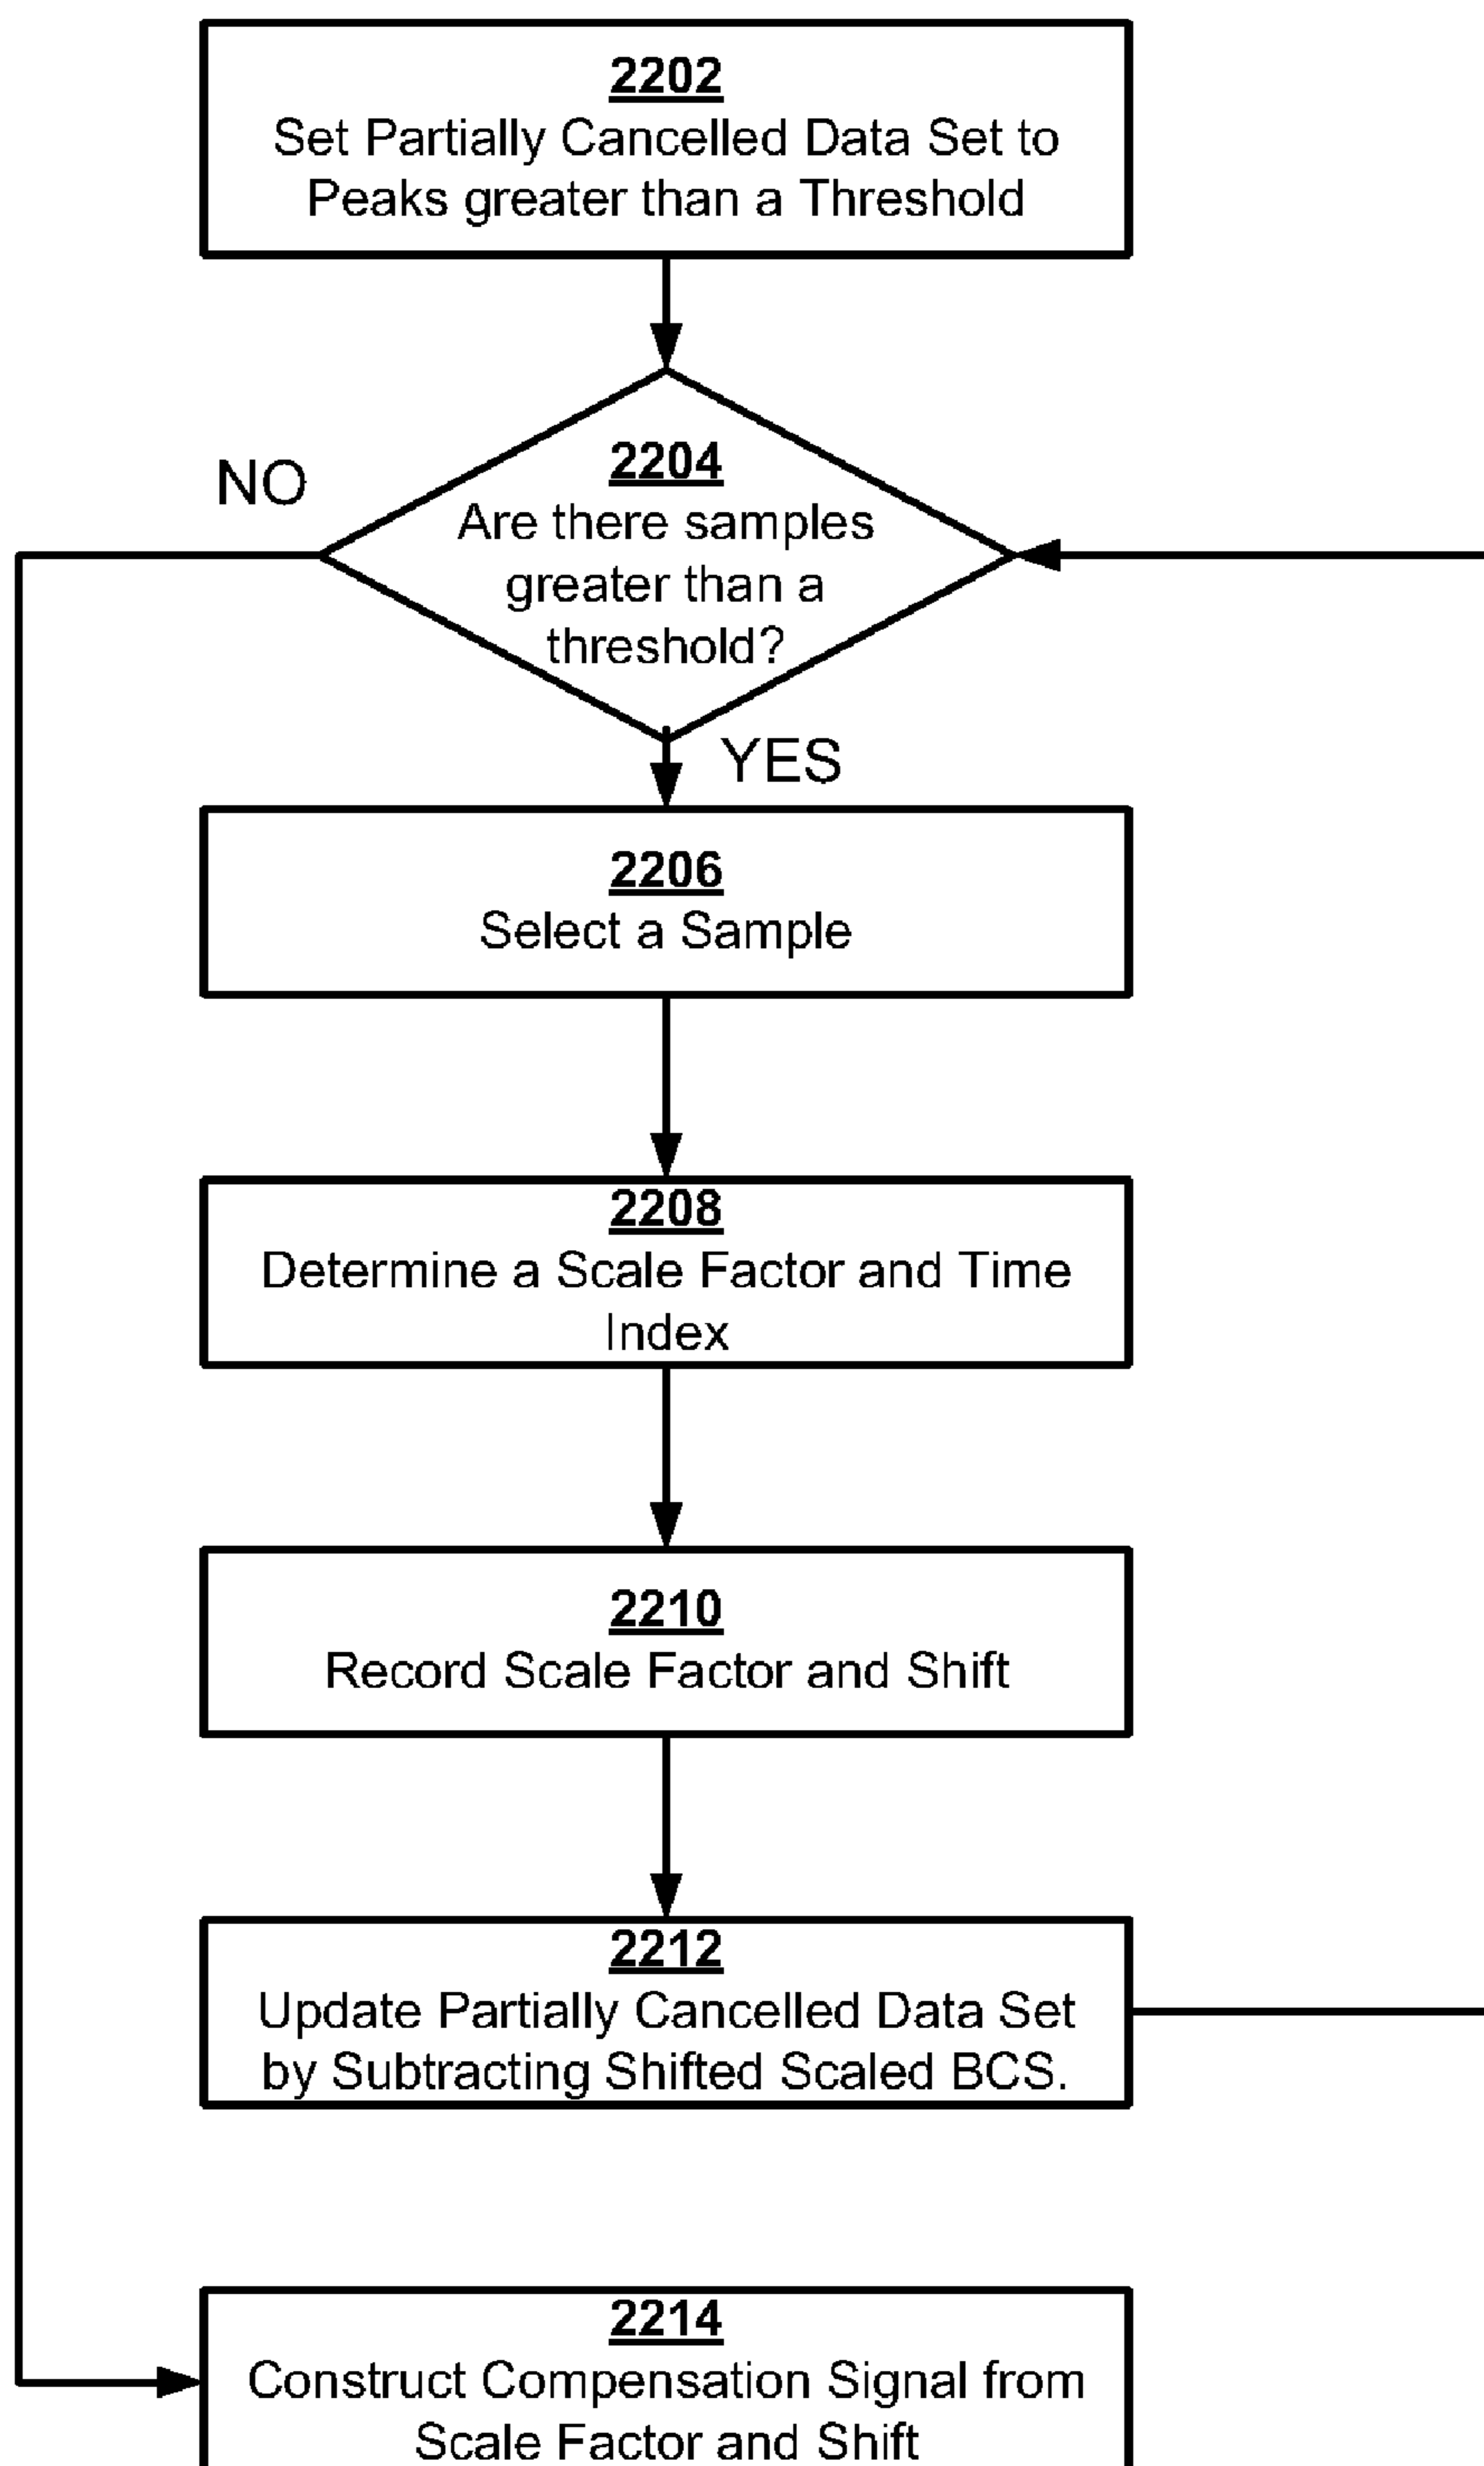 2202
Set Partially Cancelled Data Set to
Peaks greater than a Threshold
NO
2204
Are there samples
greater than a
threshold?
YES
2206
Select a Sample
2208
Determine a Scale Factor and Time
Index
2210
Record Scale Factor and Shift
2212
Update Partially Cancelled Data Set
by Subtracting Shifted Scaled BCS.
2214
Construct Compensation Signal from
Scale Factor and Shift